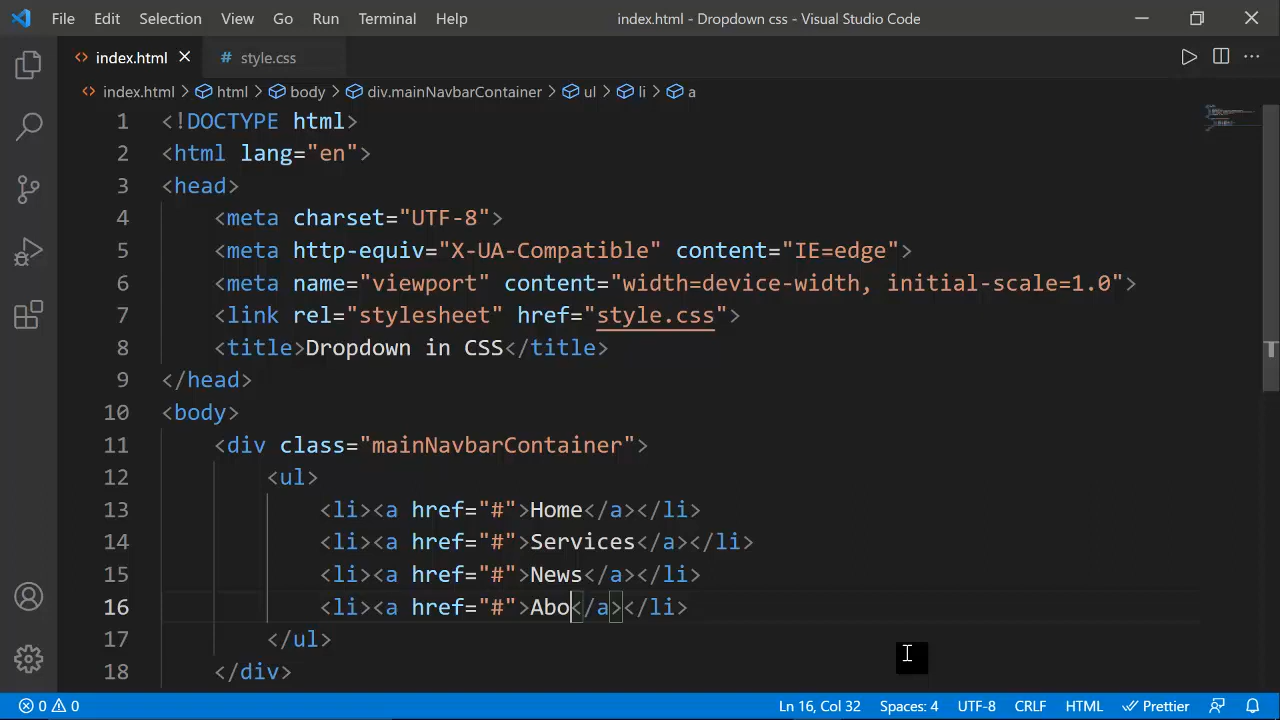 File Edit Selection View Go Run Terminal Help index.html - Dropdown css - Visual Studio Code
index.html # style.css
index.html > html > body > div.mainNavbarContainer > ul > li > a
1 <!DOCTYPE html>
2 <html lang="en">
3 <head>
4 <meta charset="UTF-8">
5 <meta http-equiv="X-UA-Compatible" content="IE=edge">
6 <meta name="viewport" content="width=device-width, initial-scale=1.0">
7 <link rel="stylesheet" href="style.css">
8 <title>Dropdown in CSS</title>
9 </head>
10 <body>
11 <div class="mainNavbarContainer">
12 <ul>
13 <li><a href="#">Home</a></li>
14 <li><a href="#">Services</a></li>
15 <li><a href="#">News</a></li>
16 <li><a href="#">Abo</a></li>
17 </ul>
18 </div>
0 0 Ln 16, Col 32 Spaces: 4 UTF-8 CRLF HTML Prettier